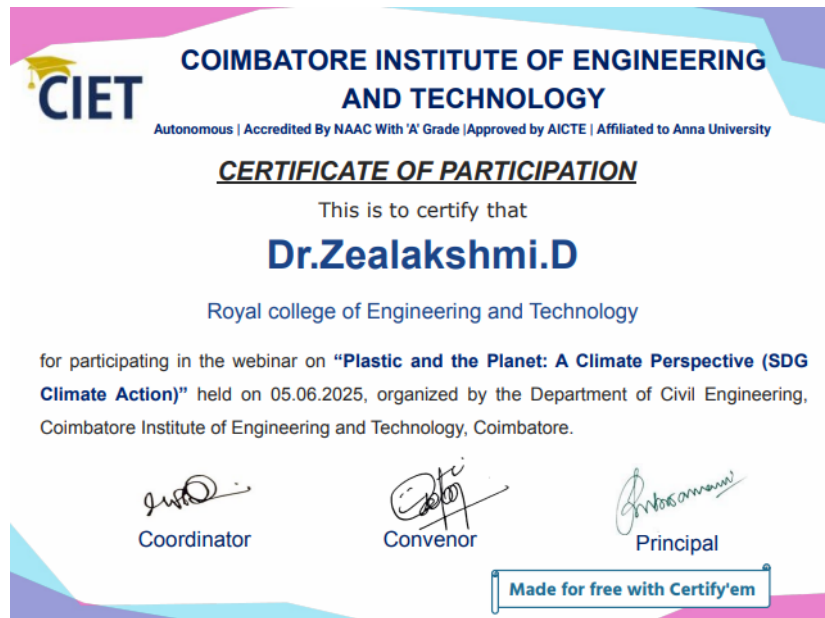 CIET
COIMBATORE INSTITUTE OF ENGINEERING
AND TECHNOLOGY
Autonomous | Accredited By NAAC With 'A' Grade |Approved by AICTE | Affiliated to Anna University
CERTIFICATE OF PARTICIPATION
This is to certify that
Dr.Zealakshmi.D
Royal college of Engineering and Technology
for participating in the webinar on “Plastic and the Planet: A Climate Perspective (SDG
Climate Action)” held on 05.06.2025, organized by the Department of Civil Engineering,
Coimbatore Institute of Engineering and Technology, Coimbatore.
Coordinator
Convenor
Principal
Made for free with Certify'em